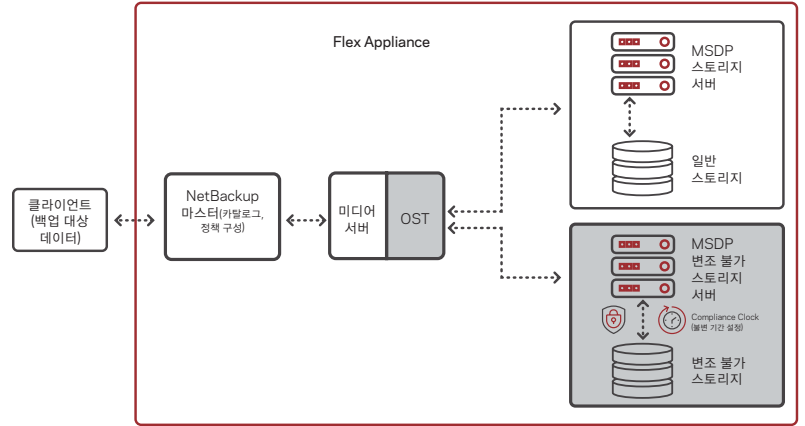 Flex Appliance
클라이언트
(백업 대상
데이터)
NetBackup
마스터(카탈로그,
정책 구성)
미디어
서버
OST
MSDP
스토리지
서버
일반
스토리지
MSDP
변조 불가
스토리지
서버
Compliance Clock
(불변 기간 설정)
변조 불가
스토리지